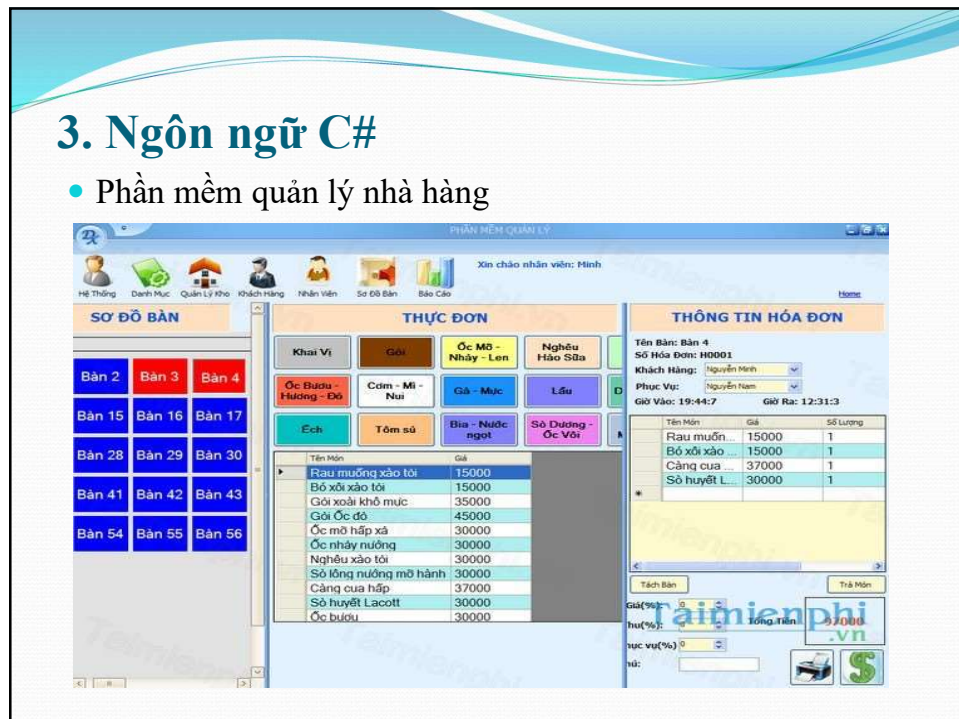 3. Ngôn ngữ C#
Phần mềm quản lý nhà hàng
PHẦN MỀM QUẢN LÝ
Xin chào nhân viên: Minh
Hệ Thống Danh Mục Quản Lý Kho Khách Hàng Nhân Viên Sơ Đồ Bàn Báo Cáo
Home
SƠ ĐỒ BÀN
Bàn 2 Bàn 3 Bàn 4
Bàn 15 Bàn 16 Bàn 17
Bàn 28 Bàn 29 Bàn 30
Bàn 41 Bàn 42 Bàn 43
Bàn 54 Bàn 55 Bàn 56
THỰC ĐƠN
Khai Vị
Gỏi
Ốc Mỡ -
Nhảy - Len
Nghêu
Hào Sữa
Ốc Bươu -
Hương - Đỏ
Cơm - Mì -
Nui
Gà - Mực
Lẩu
Ếch
Tôm sú
Bia - Nước
ngọt
Sò Dương -
Ốc Vôi
Tên Món Giá
Rau muống xào tỏi 15000
Bó xôi xào tỏi 15000
Gỏi xoài khô mực 35000
Gỏi Ốc đỏ 45000
Ốc mỡ hấp xả 30000
Ốc nhảy nướng 30000
Nghêu xào tỏi 30000
Sò lông nướng mỡ hành 30000
Càng cua hấp 37000
Sò huyết Lacott 30000
Ốc bươu 30000
THÔNG TIN HÓA ĐƠN
Tên Bàn: Bàn 4
Số Hóa Đơn: H0001
Khách Hàng: Nguyễn Minh
Phục Vụ: Nguyễn Nam
Giờ Vào: 19:44:7 Giờ Ra: 12:31:3
Tên Món Giá Số Lượng
Rau muốn... 15000 1
Bó xôi xào ... 15000 1
Càng cua ... 37000 1
Sò huyết L... 30000 1
Tách Bàn Trả Món
Giá(%): 0
hu(%): 0
Tổng Tiền 97000
hục vụ(%) 0
hú:
Taimienphi
.vn